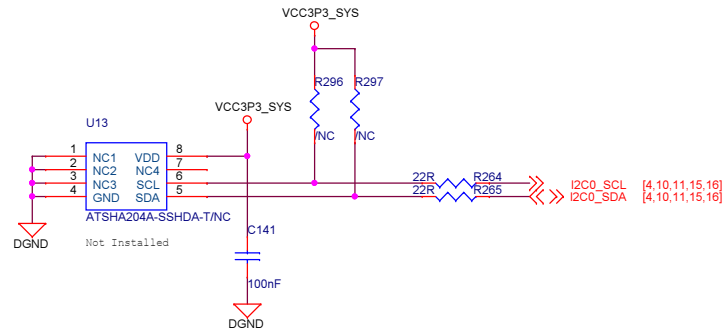 VCC3P3_SYS
R296 R297
/NC /NC
VCC3P3_SYS
U13
1 NC1 VDD 8
2 NC2 NC4 7
3 NC3 SCL 6
4 GND SDA 5
ATSHA204A-SSHDA-T/NC
Not Installed
DGND
22R R264 I2C0_SCL [4,10,11,15,16]
22R R265 I2C0_SDA [4,10,11,15,16]
C141
100nF
DGND